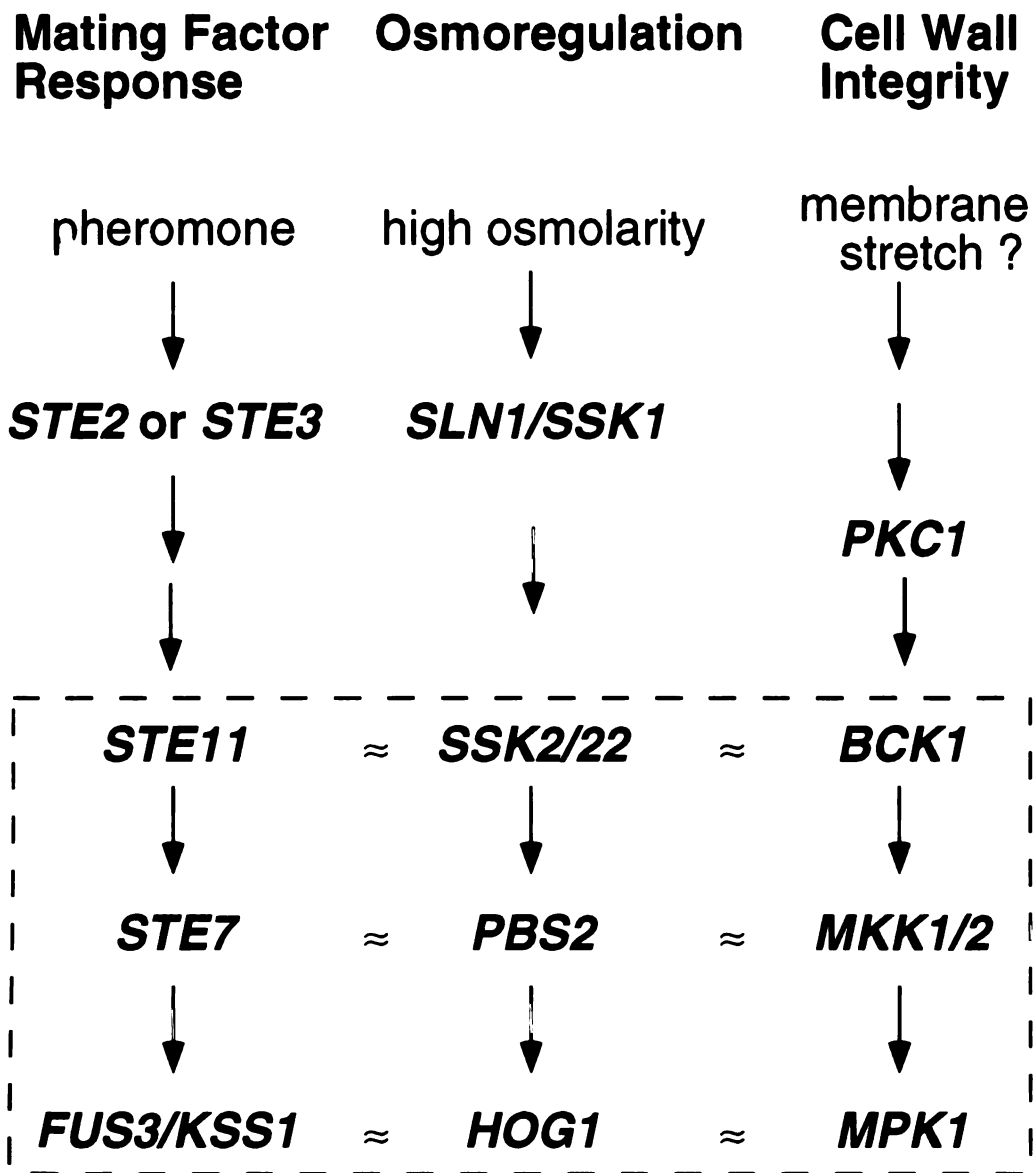 Mating Factor Response
Osmoregulation
Cell Wall Integrity
pheromone
high osmolarity
membrane stretch ?
STE2 or STE3
SLN1/SSK1
PKC1
STE11 ≈ SSK2/22 ≈ BCK1
STE7 ≈ PBS2 ≈ MKK1/2
FUS3/KSS1 ≈ HOG1 ≈ MPK1